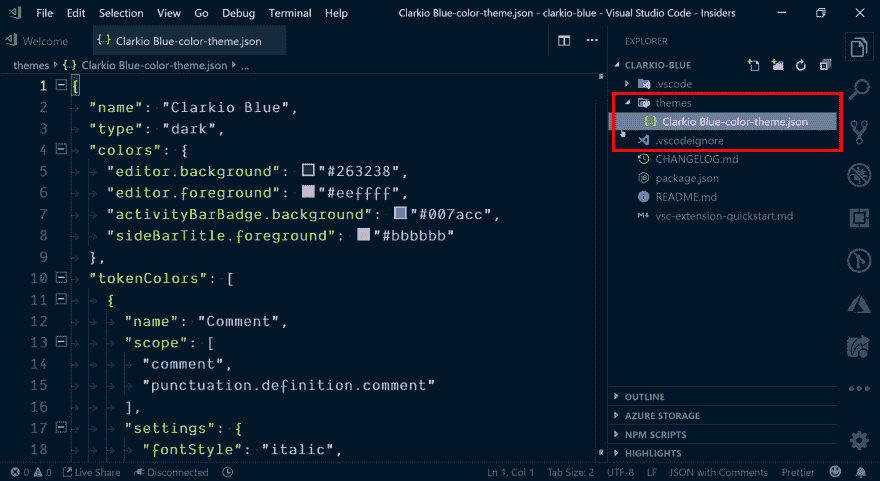 File Edit Selection View Go Debug Terminal Help Clarkio Blue-color-theme.json - clarkio-blue - Visual Studio Code - Insiders
Welcome {..} Clarkio Blue-color-theme.json
themes {..} Clarkio Blue-color-theme.json ...
1 {
2 "name": "Clarkio Blue",
3 "type": "dark",
4 "colors": {
5 "editor.background": "#263238",
6 "editor.foreground": "#eeffff",
7 "activityBarBadge.background": "#007acc",
8 "sideBarTitle.foreground": "#bbbbbb"
9 },
10 "tokenColors": [
11 {
12 "name": "Comment",
13 "scope": [
14 "comment",
15 "punctuation.definition.comment"
16 ],
17 "settings": {
18 "fontStyle": "italic",
EXPLORER
CLARKIO-BLUE
.vscode
themes
{..} Clarkio Blue-color-theme.json
.vscodeignore
CHANGELOG.md
package.json
README.md
vsc-extension-quickstart.md
OUTLINE
AZURE STORAGE
NPM SCRIPTS
HIGHLIGHTS
0 0 Live Share Disconnected Ln 1, Col 1 Tab Size: 2 UTF-8 LF JSON with Comments Prettier